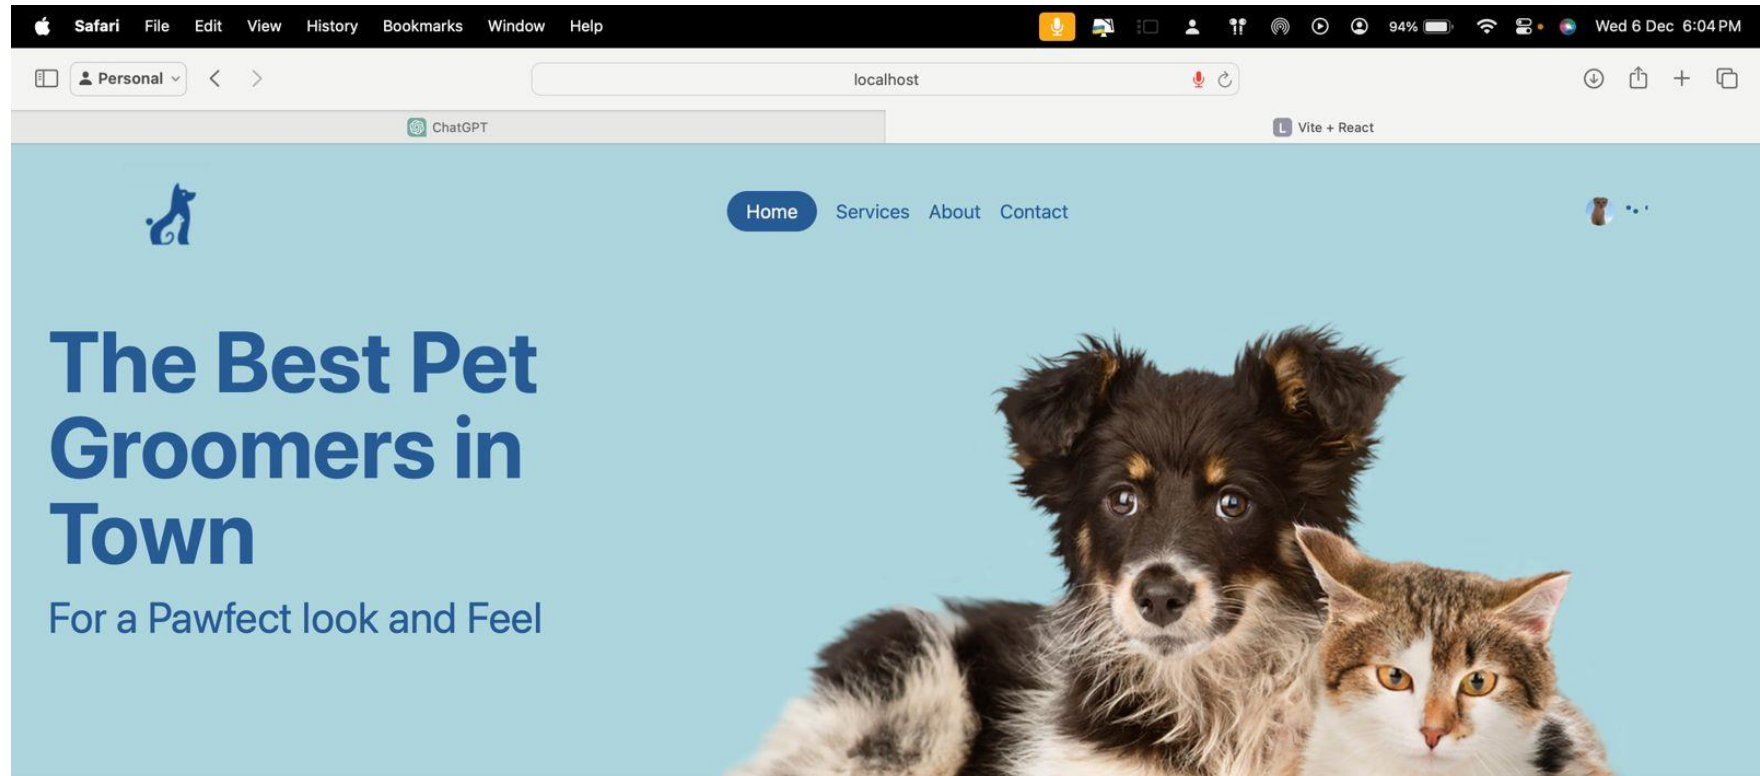 Safari File Edit View History Bookmarks Window Help 94% Wed 6 Dec 6:04 PM
Personal localhost
ChatGPT L Vite + React
Home Services About Contact
The Best Pet
Groomers in
Town
For a Pawfect look and Feel